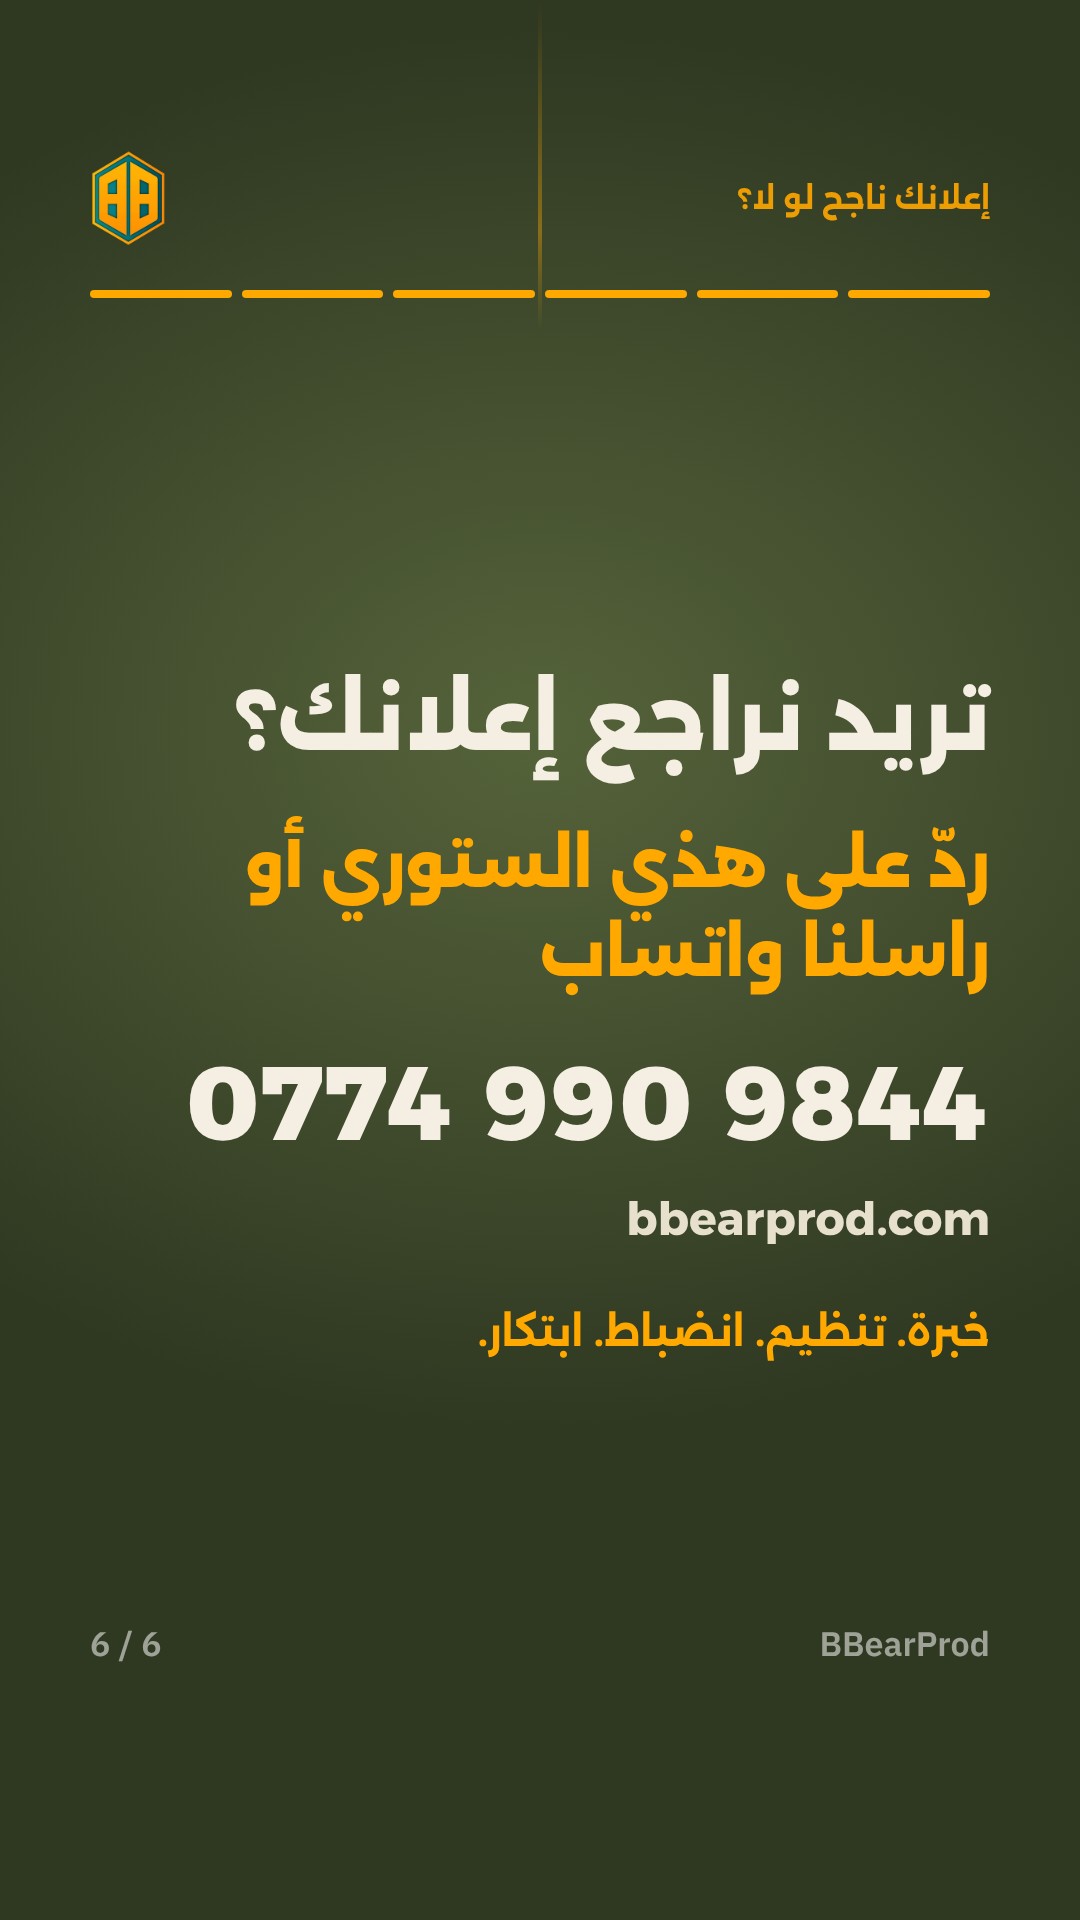 إعلانك ناجح لو لا؟
تريد نراجع إعلانك؟
ردّ على هذي الستوري أو
راسلنا واتساب
0774 990 9844
bbearprod.com
خبرة. تنظيم. انضباط. ابتكار.
BBearProd
6 / 6